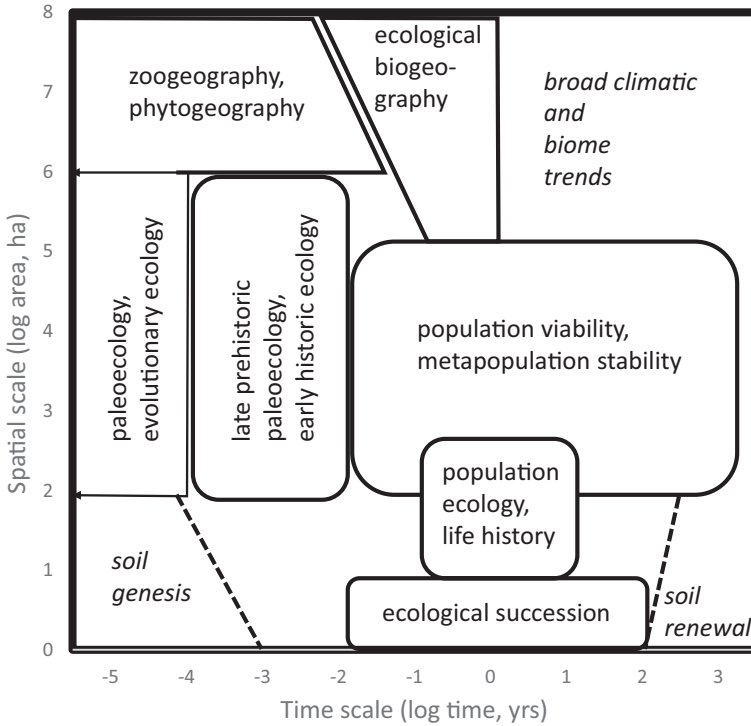 8
7
6
5
4
3
2
1
0
Spatial scale (log area, ha)
zoogeography,
phytogeography
ecological
biogeo-
graphy
broad climatic
and
biome
trends
paleoecology,
evolutionary ecology
late prehistoric
paleoecology,
early historic ecology
population viability,
metapopulation stability
population
ecology,
life history
soil
genesis
ecological succession
soil
renewal
-5 -4 -3 -2 -1 0 1 2 3
Time scale (log time, yrs)